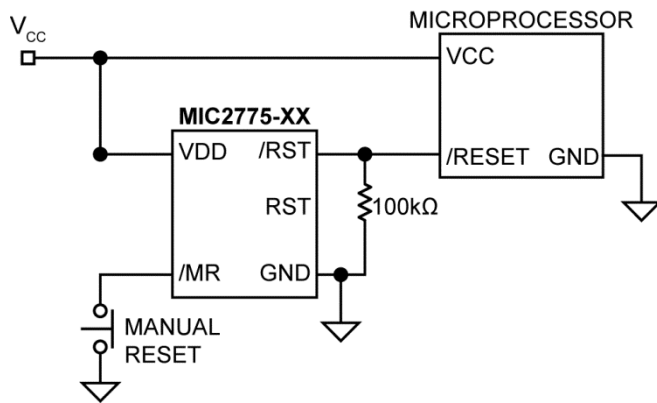 MICROPROCESSOR
VCC
VCC
MIC2775-XX
VDD /RST
/RESET GND
RST
100kΩ
/MR GND
MANUAL
RESET